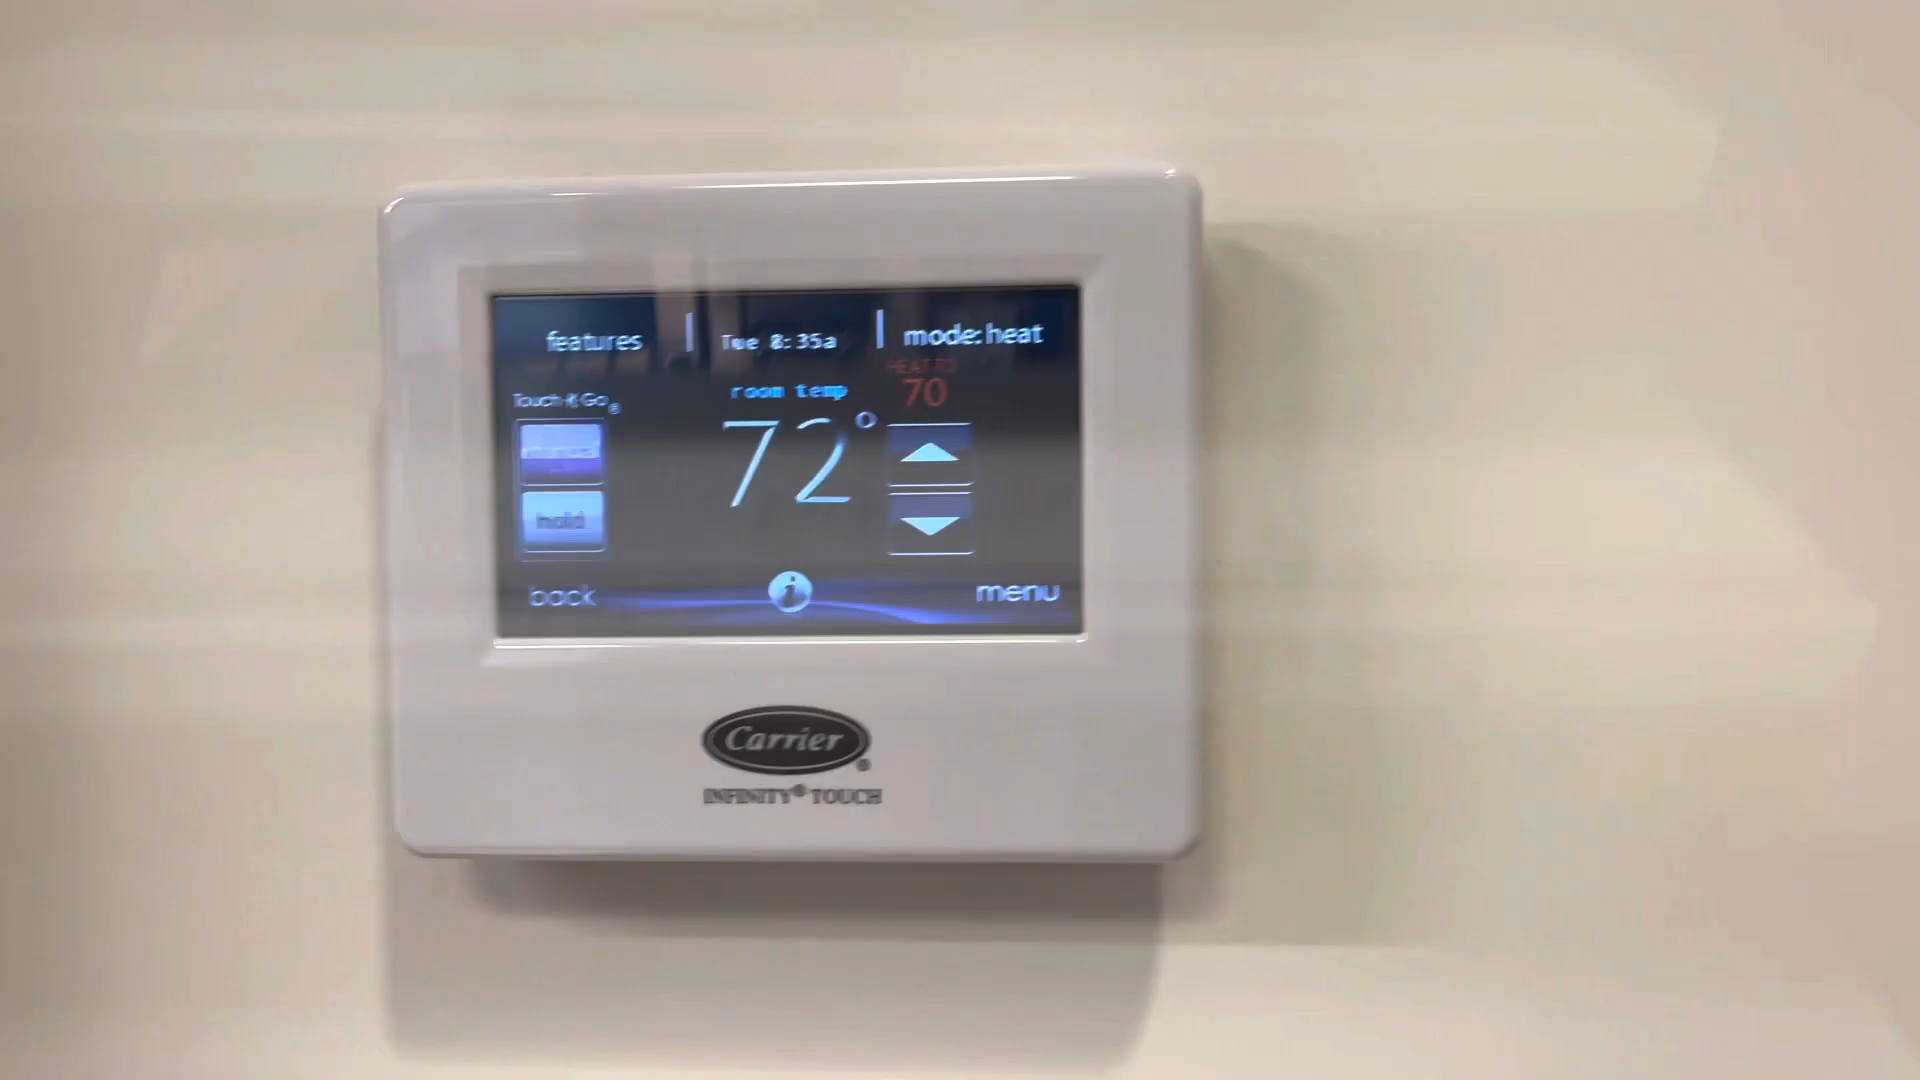 features | Tue 8:35a | mode: heat
HEAT TO
70
room temp
72°
Touch-N-Go®
manual
hold
back i menu
Carrier®
INFINITY® TOUCH